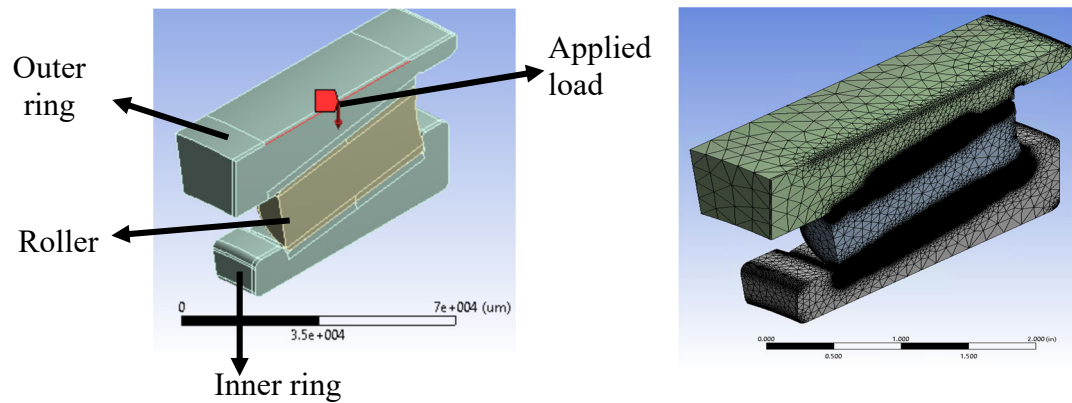 Outer
ring
Applied
load
Roller
0
7e+004 (um)
3.5e+004
Inner ring
0.000
1.000
2.000 (in)
0.500
1.500